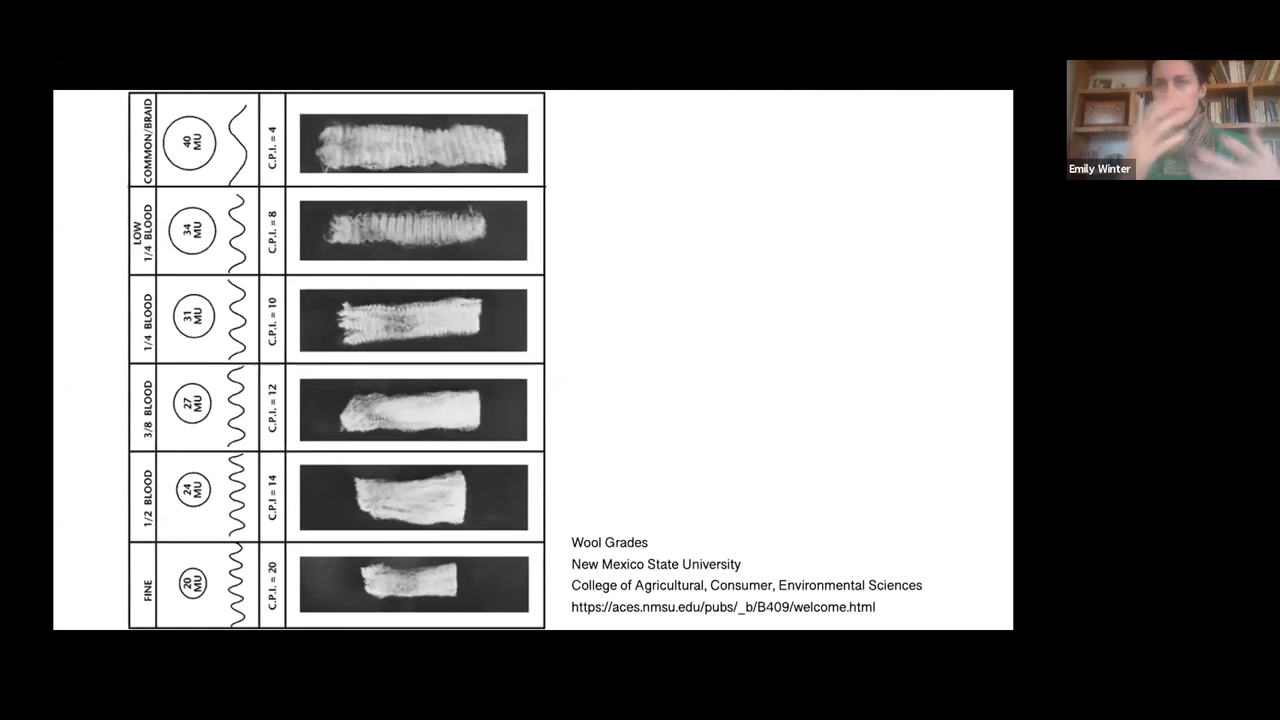 COMMON/BRAID
40
MU
C.P.I. = 4
LOW
1/4 BLOOD
34
MU
C.P.I. = 8
1/4 BLOOD
31
MU
C.P.I. = 10
3/8 BLOOD
27
MU
C.P.I. = 12
1/2 BLOOD
24
MU
C.P.I = 14
FINE
20
MU
C.P.I. = 20
Wool Grades
New Mexico State University
College of Agricultural, Consumer, Environmental Sciences
https://aces.nmsu.edu/pubs/_b/B409/welcome.html
Emily Winter